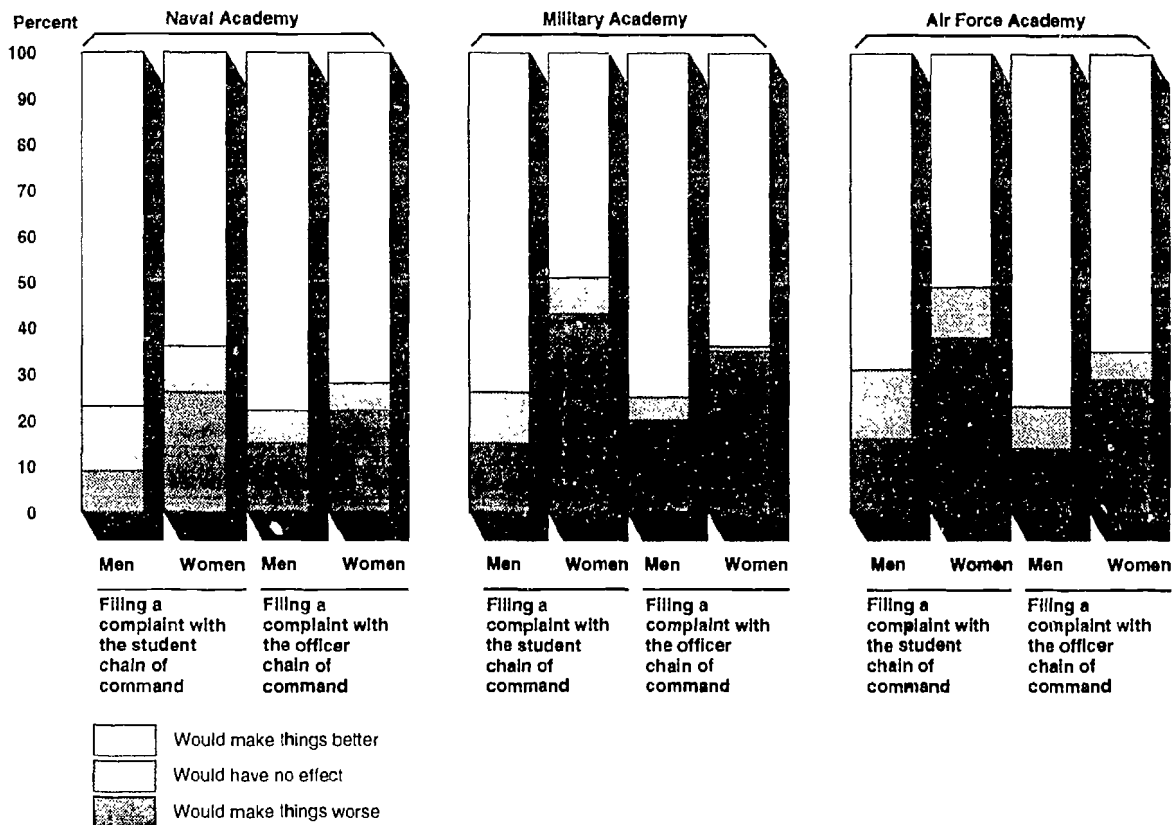 Percent
Naval Academy
Military Academy
Air Force Academy
100
90
80
70
60
50
40
30
20
10
0
Men Women Men Women
Men Women Men Women
Men Women Men Women
Filing a
complaint with
the student
chain of
command
Filing a
complaint with
the officer
chain of
command
Filing a
complaint with
the student
chain of
command
Filing a
complaint with
the officer
chain of
command
Filing a
complaint with
the student
chain of
command
Filing a
complaint with
the officer
chain of
command
Would make things better
Would have no effect
Would make things worse